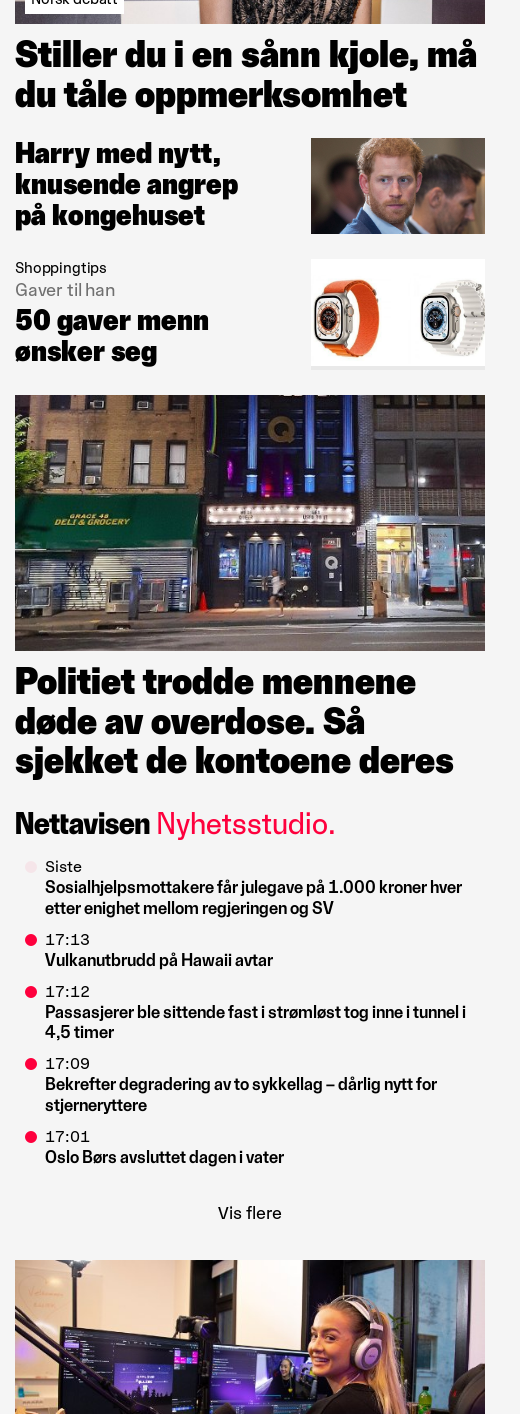 Norsk debatt
Stiller du i en sånn kjole, må
du tåle oppmerksomhet
Harry med nytt,
knusende angrep
på kongehuset
Shoppingtips
Gaver til han
50 gaver menn
ønsker seg
Q
GRACE 48
DELI & GROCERY
Q
Politiet trodde mennene
døde av overdose. Så
sjekket de kontoene deres
Nettavisen Nyhetsstudio.
Siste
Sosialhjelpsmottakere får julegave på 1.000 kroner hver
etter enighet mellom regjeringen og SV
17:13
Vulkanutbrudd på Hawaii avtar
17:12
Passasjerer ble sittende fast i strømløst tog inne i tunnel i
4,5 timer
17:09
Bekrefter degradering av to sykkellag – dårlig nytt for
stjerneryttere
17:01
Oslo Børs avsluttet dagen i vater
Vis flere